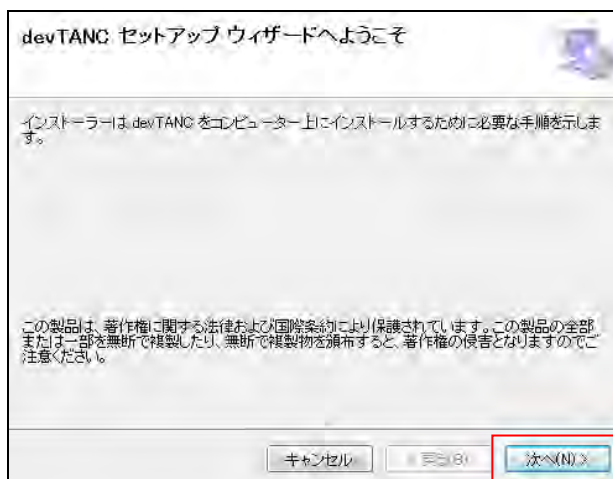 devTANC セットアップ ウィザードへようこそ
インストーラーは devTANC をコンピューター上にインストールするために必要な手順を示しま
す。
この製品は、著作権に関する法律および国際条約により保護されています。この製品の全部
または一部を無断で複製したり、無断で複製物を頒布すると、著作権の侵害となりますのでご
注意ください。
キャンセル < 戻る(B) 次へ(N) >